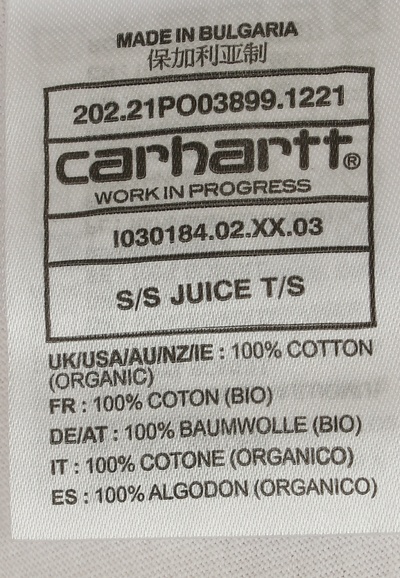 MADE IN BULGARIA
保加利亚制
202.21PO03899.1221
carhartt®
WORK IN PROGRESS
I030184.02.XX.03
S/S JUICE T/S
UK/USA/AU/NZ/IE : 100% COTTON
(ORGANIC)
FR : 100% COTON (BIO)
DE/AT : 100% BAUMWOLLE (BIO)
IT : 100% COTONE (ORGANICO)
ES : 100% ALGODON (ORGANICO)